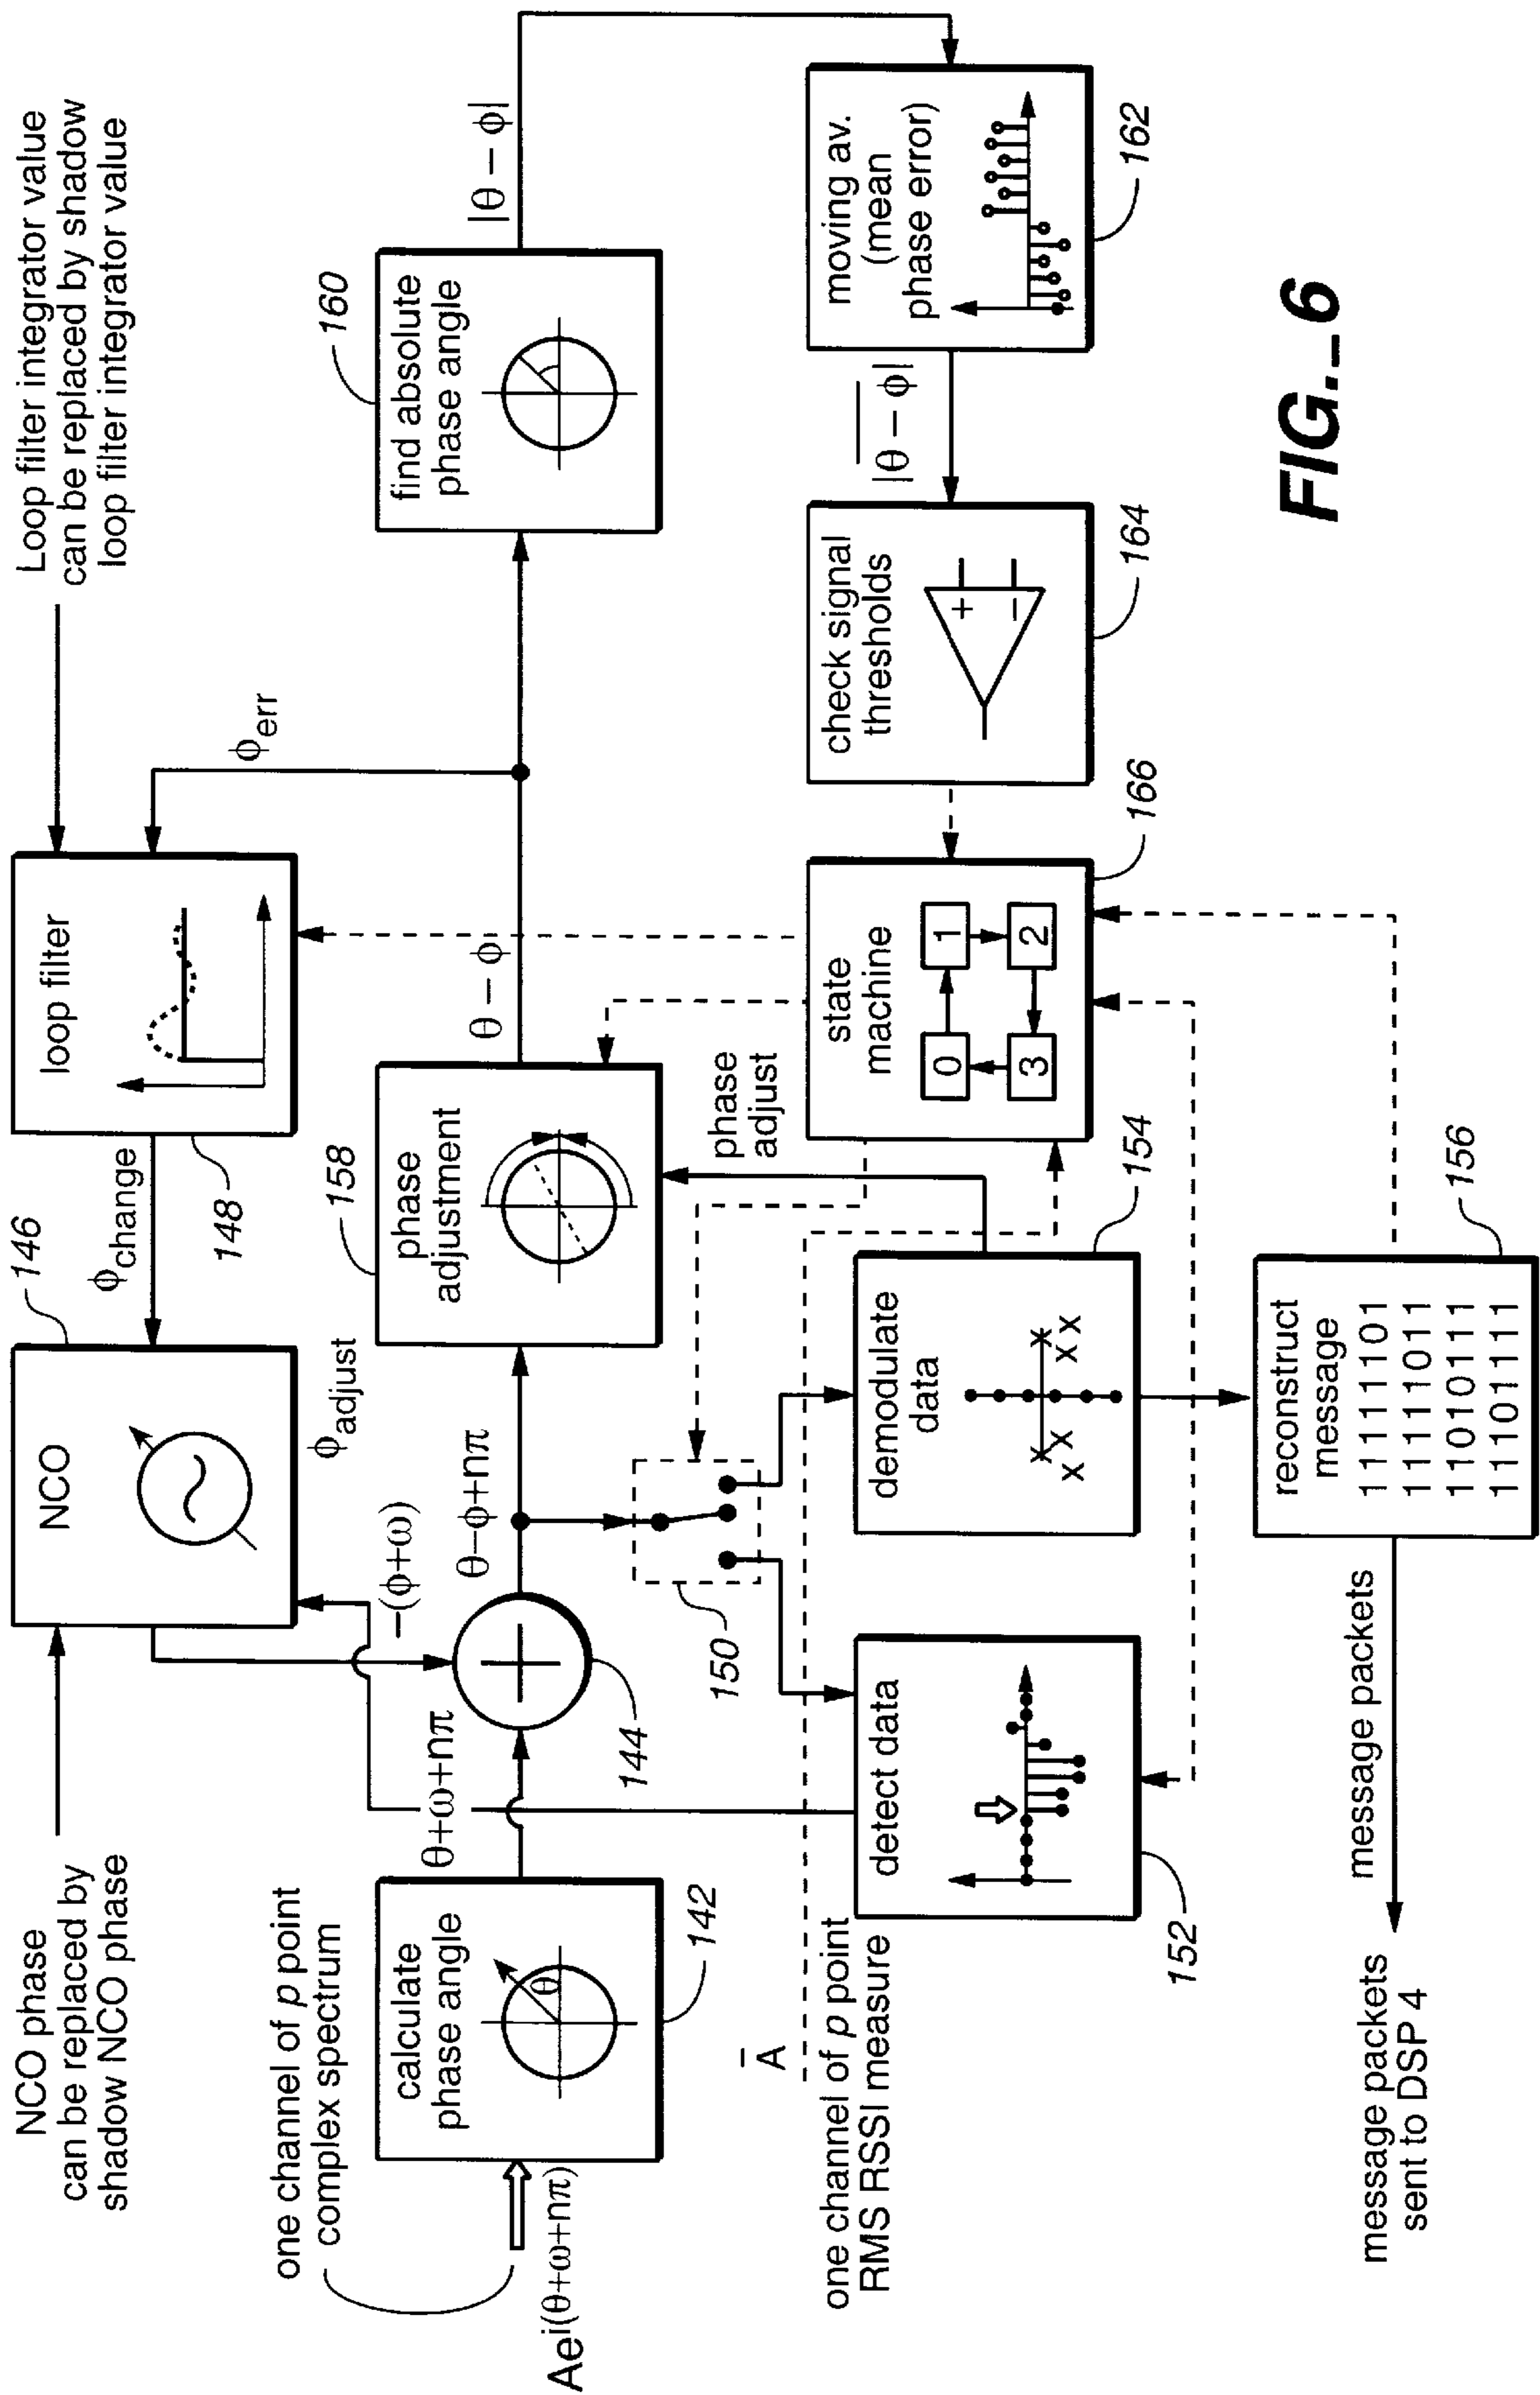 NCO phase
can be replaced by
shadow NCO phase
NCO
146
ϕchange
loop filter
148
Loop filter integrator value
can be replaced by shadow
loop filter integrator value
one channel of p point
complex spectrum
Ae^i(θ+ω+nπ)
calculate
phase angle
θ
142
θ+ω+nπ
144
−(ϕ+ω)
ϕadjust
θ−ϕ+nπ
158
phase
adjustment
θ − ϕ
ϕerr
160
find absolute
phase angle
|θ − ϕ|
150
phase
adjust
A̅
one channel of p point
RMS RSSI measure
detect data
152
demodulate
data
154
state
machine
0
1
3
2
166
check signal
thresholds
+
−
164
|θ − ϕ|
moving av.
(mean
phase error)
162
reconstruct
message
11111101
11111011
11010111
11101111
156
message packets
message packets
sent to DSP 4
FIG._6